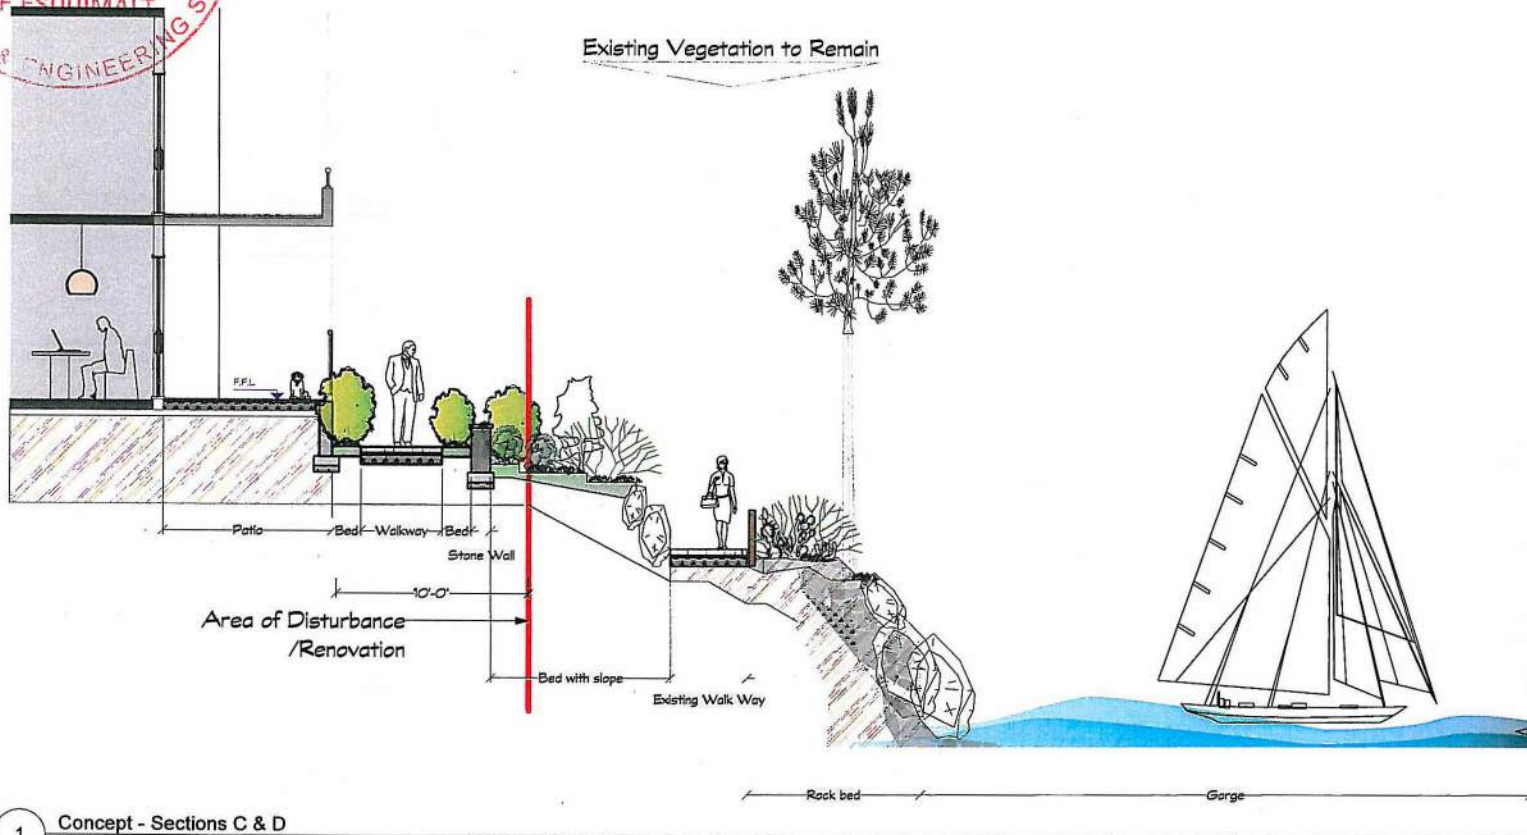 F ESQUIMALT
ENGINEERING S
Existing Vegetation to Remain
F.F.L
Patio
Bed
Walkway
Bed
Stone Wall
10'-0"
Area of Disturbance
/Renovation
Bed with slope
Existing Walk Way
Rock bed
Gorge
1
Concept - Sections C & D